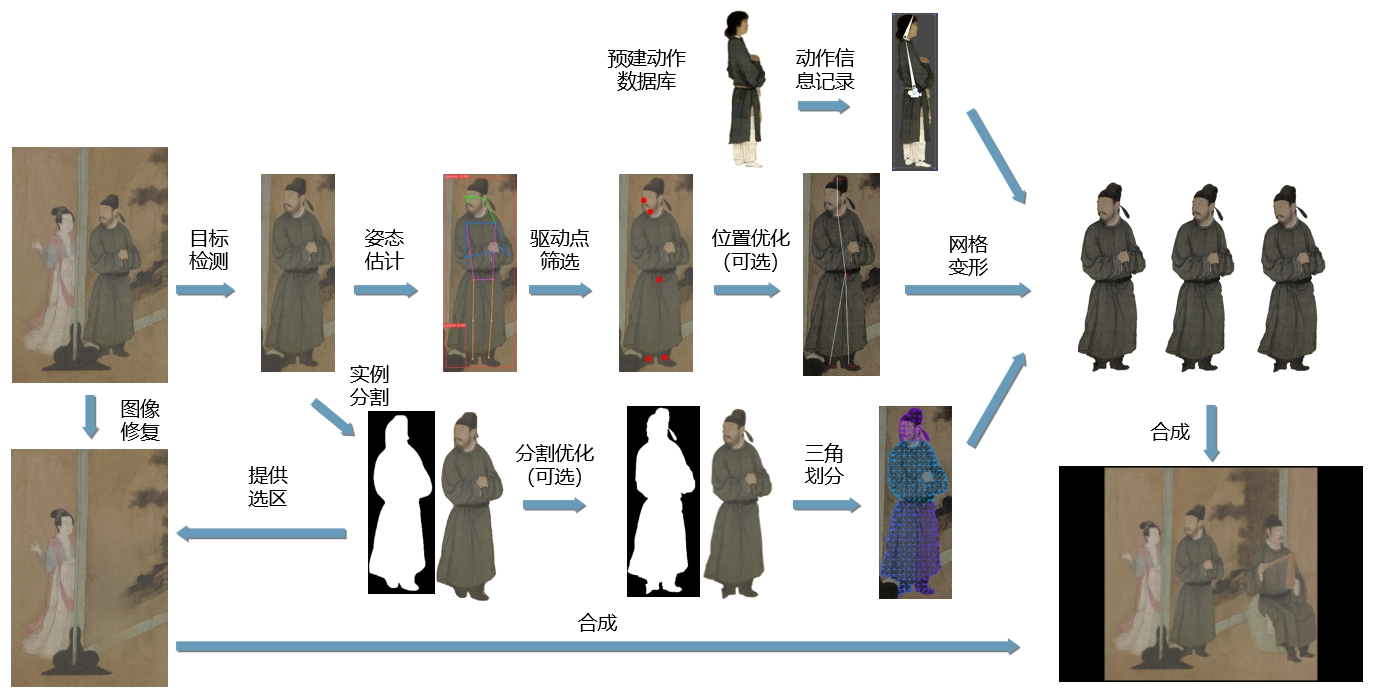 预建动作
数据库
动作信
息记录
目标
检测
姿态
估计
驱动点
筛选
位置优化
(可选)
网格
变形
图像
修复
实例
分割
提供
选区
分割优化
(可选)
三角
划分
合成
合成